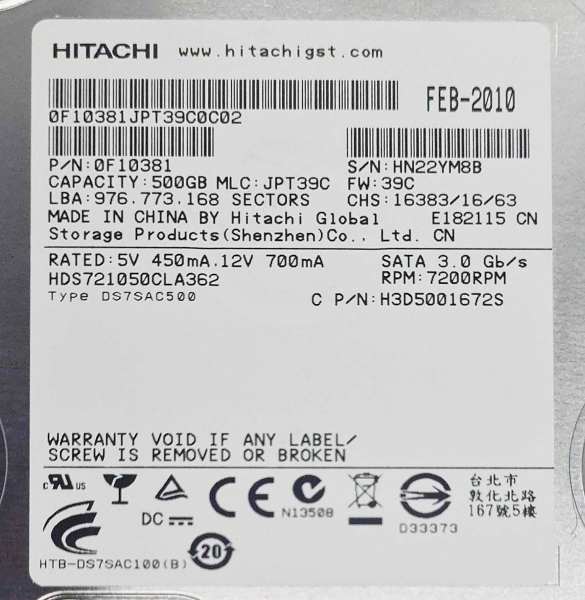 HITACHI www.hitachigst.com
FEB-2010
0F10381JPT39C0C02
P/N:0F10381 S/N:HN22YM8B
CAPACITY:500GB MLC:JPT39C FW:39C
LBA:976.773.168 SECTORS CHS:16383/16/63
MADE IN CHINA BY Hitachi Global E182115 CN
Storage Products(Shenzhen)Co., Ltd. CN
RATED:5V 450mA.12V 700mA SATA 3.0 Gb/s
HDS721050CLA362 RPM:7200RPM
Type DS7SAC500 C P/N:H3D5001672S
WARRANTY VOID IF ANY LABEL/
SCREW IS REMOVED OR BROKEN
c RU US
CE
DC
N13508
D33373
台北市
敦化北路
167號5樓
20
HTB-DS7SAC100(B)